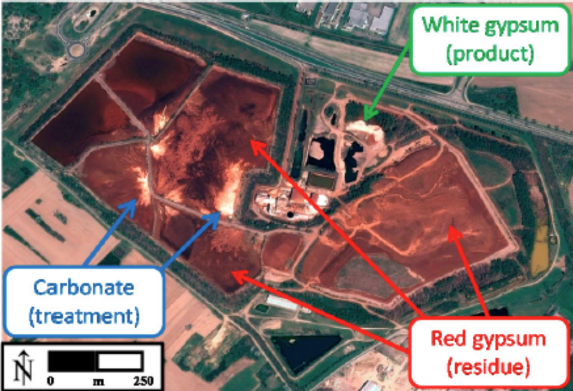 White gypsum
(product)
Carbonate
(treatment)
Red gypsum
(residue)
N
0 m 250